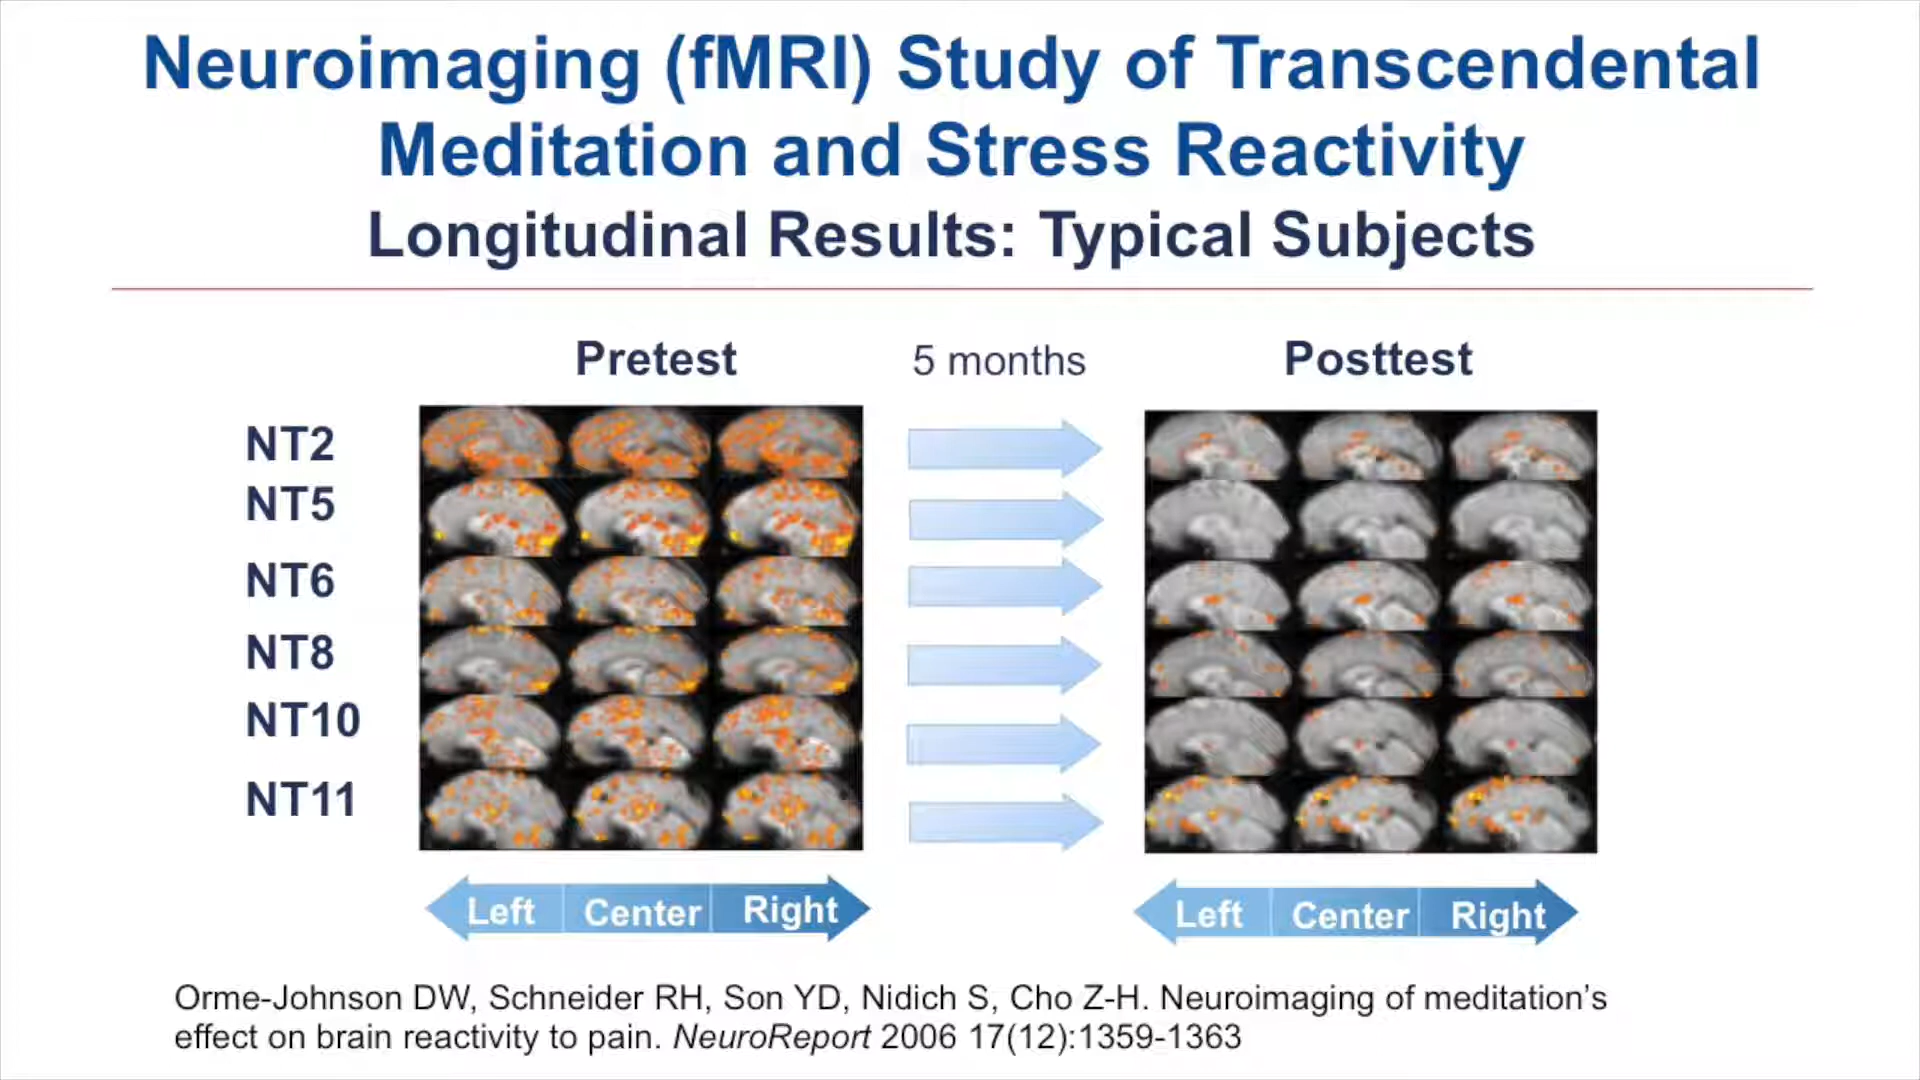 Neuroimaging (fMRI) Study of Transcendental
Meditation and Stress Reactivity
Longitudinal Results: Typical Subjects
Pretest 5 months Posttest
NT2
NT5
NT6
NT8
NT10
NT11
Left Center Right Left Center Right
Orme-Johnson DW, Schneider RH, Son YD, Nidich S, Cho Z-H. Neuroimaging of meditation’s
effect on brain reactivity to pain. NeuroReport 2006 17(12):1359-1363